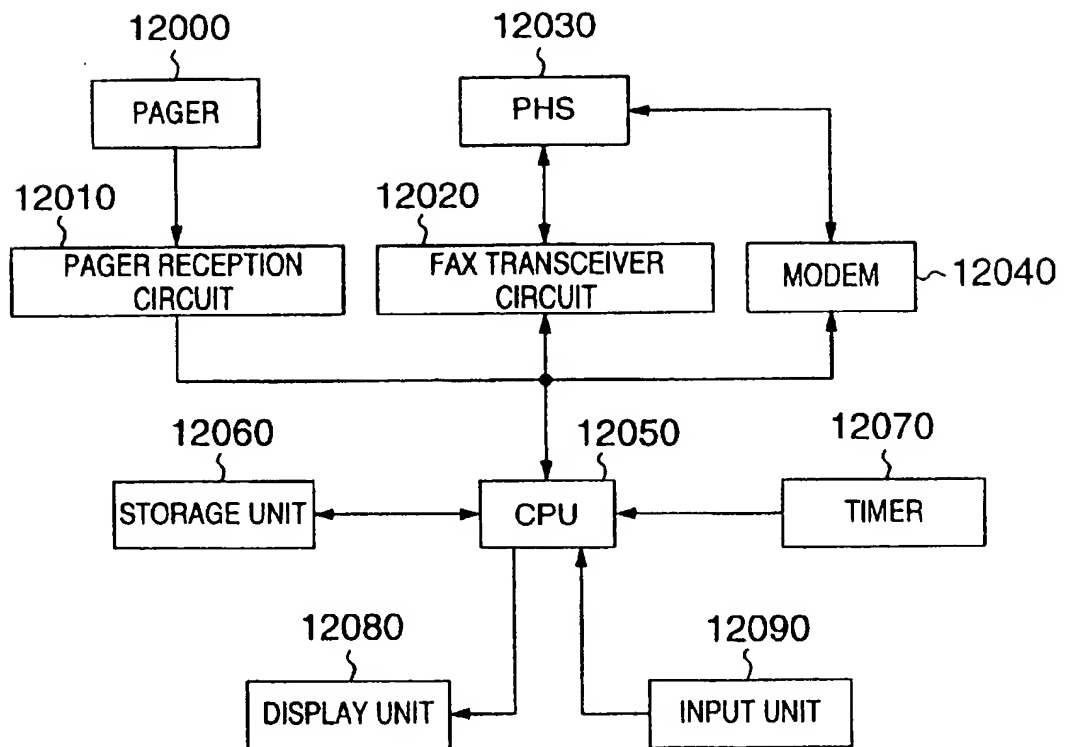 12000
PAGER
12030
PHS
12010
PAGER RECEPTION
CIRCUIT
12020
FAX TRANSCEIVER
CIRCUIT
MODEM
12040
12060
STORAGE UNIT
12050
CPU
12070
TIMER
12080
DISPLAY UNIT
12090
INPUT UNIT